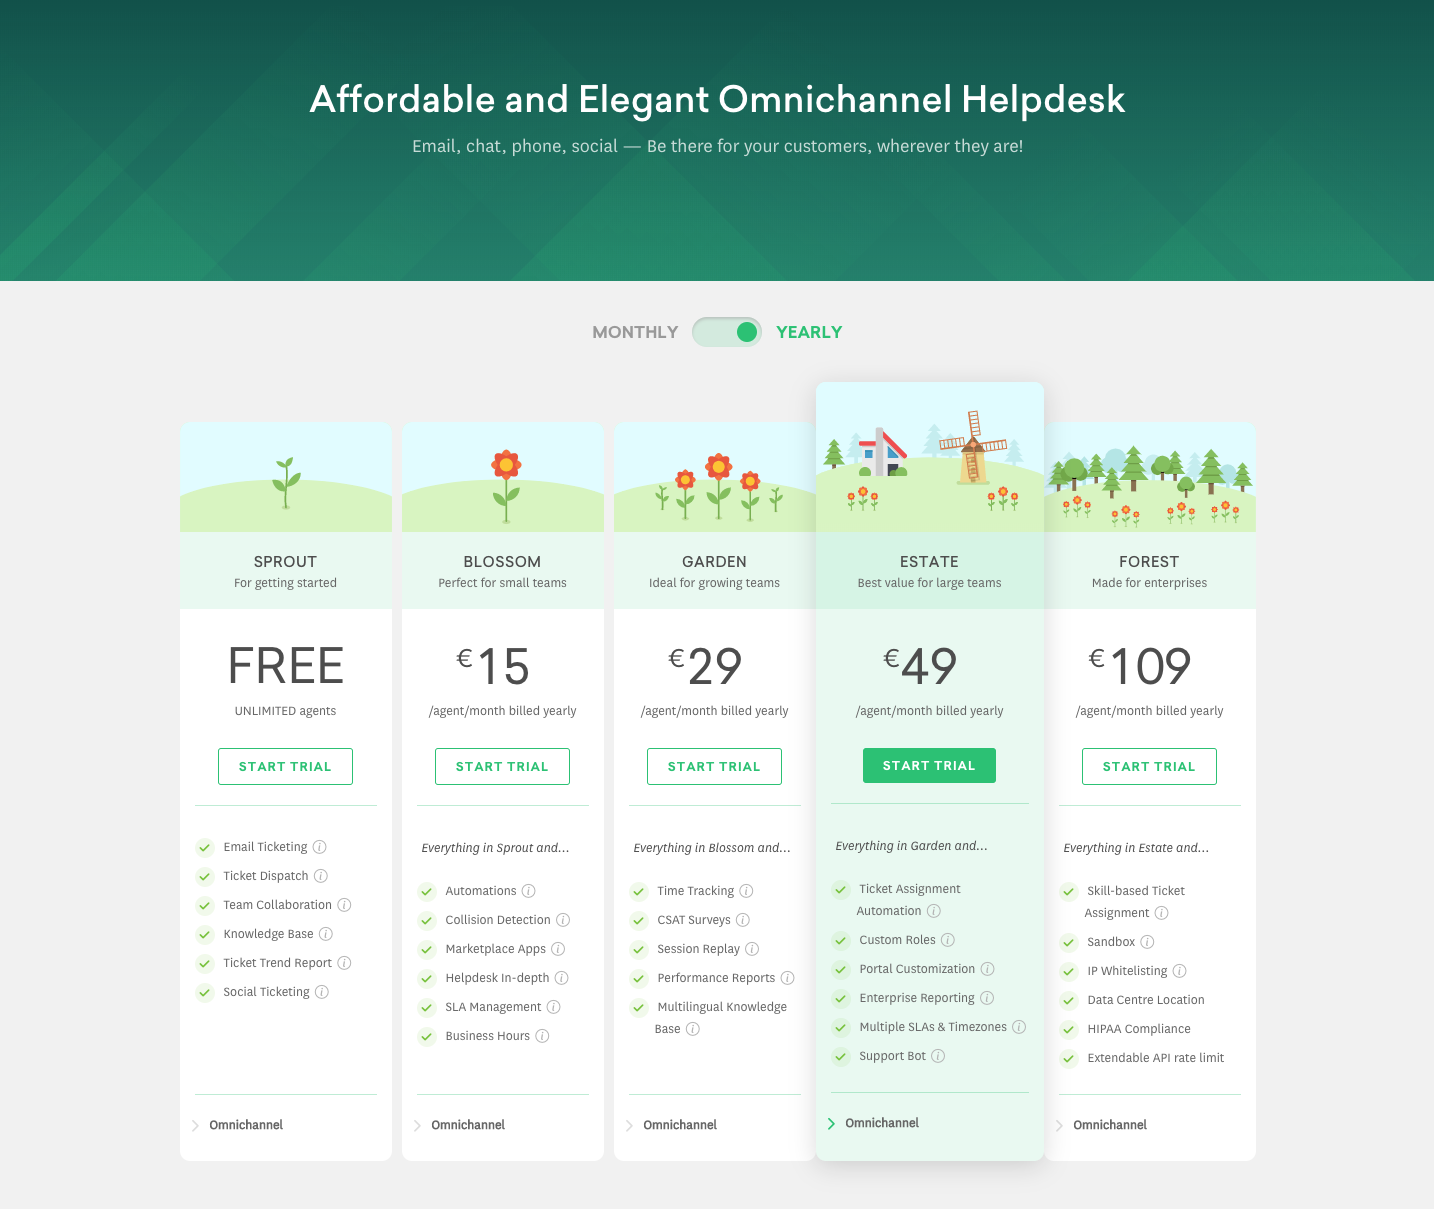 Affordable and Elegant Omnichannel Helpdesk
Email, chat, phone, social — Be there for your customers, wherever they are!
MONTHLY
YEARLY
SPROUT
For getting started
FREE
UNLIMITED agents
START TRIAL
Email Ticketing
Ticket Dispatch
Team Collaboration
Knowledge Base
Ticket Trend Report
Social Ticketing
Omnichannel
BLOSSOM
Perfect for small teams
€15
/agent/month billed yearly
START TRIAL
Everything in Sprout and...
Automations
Collision Detection
Marketplace Apps
Helpdesk In-depth
SLA Management
Business Hours
Omnichannel
GARDEN
Ideal for growing teams
€29
/agent/month billed yearly
START TRIAL
Everything in Blossom and...
Time Tracking
CSAT Surveys
Session Replay
Performance Reports
Multilingual Knowledge
Base
Omnichannel
ESTATE
Best value for large teams
€49
/agent/month billed yearly
START TRIAL
Everything in Garden and...
Ticket Assignment
Automation
Custom Roles
Portal Customization
Enterprise Reporting
Multiple SLAs & Timezones
Support Bot
Omnichannel
FOREST
Made for enterprises
€109
/agent/month billed yearly
START TRIAL
Everything in Estate and...
Skill-based Ticket
Assignment
Sandbox
IP Whitelisting
Data Centre Location
HIPAA Compliance
Extendable API rate limit
Omnichannel